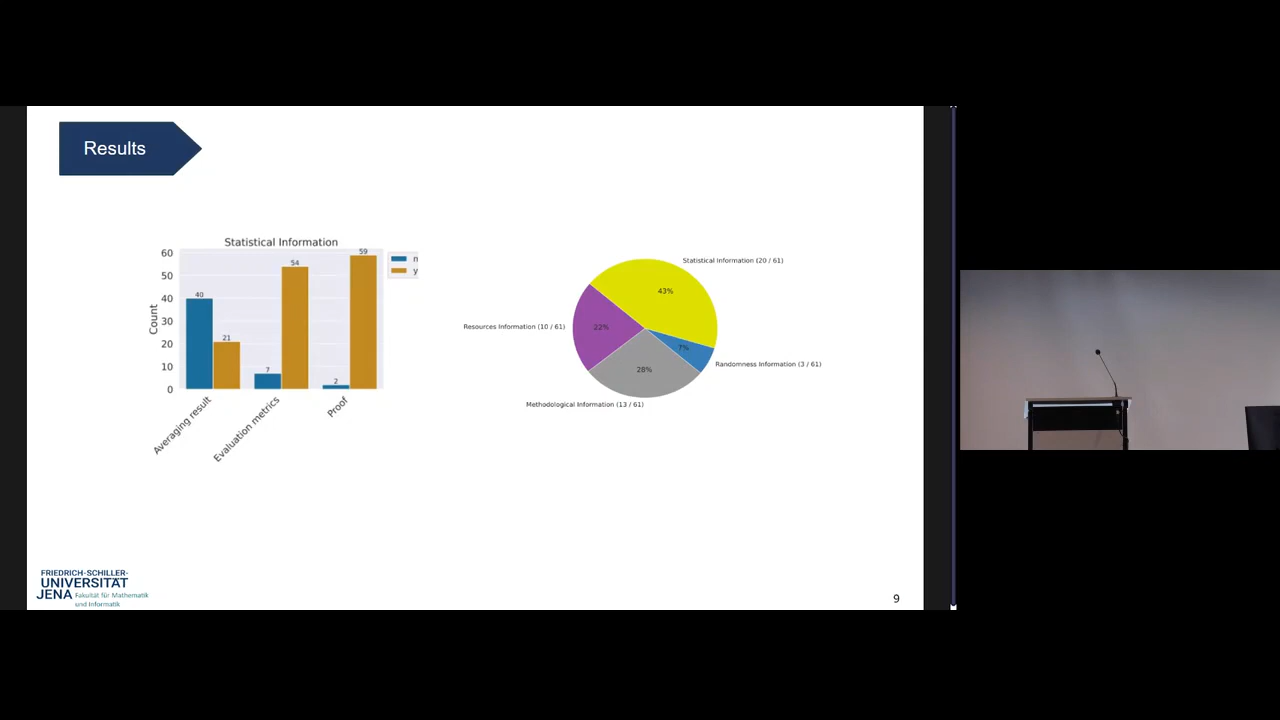 Results
Statistical Information
60
50
40
30
20
10
0
Count
40
21
7
54
2
59
n
y
Averaging result
Evaluation metrics
Proof
Statistical Information (20 / 61)
43%
Resources Information (10 / 61)
22%
7%
Randomness Information (3 / 61)
28%
Methodological Information (13 / 61)
FRIEDRICH-SCHILLER-
UNIVERSITÄT
JENA Fakultät für Mathematik
und Informatik
9